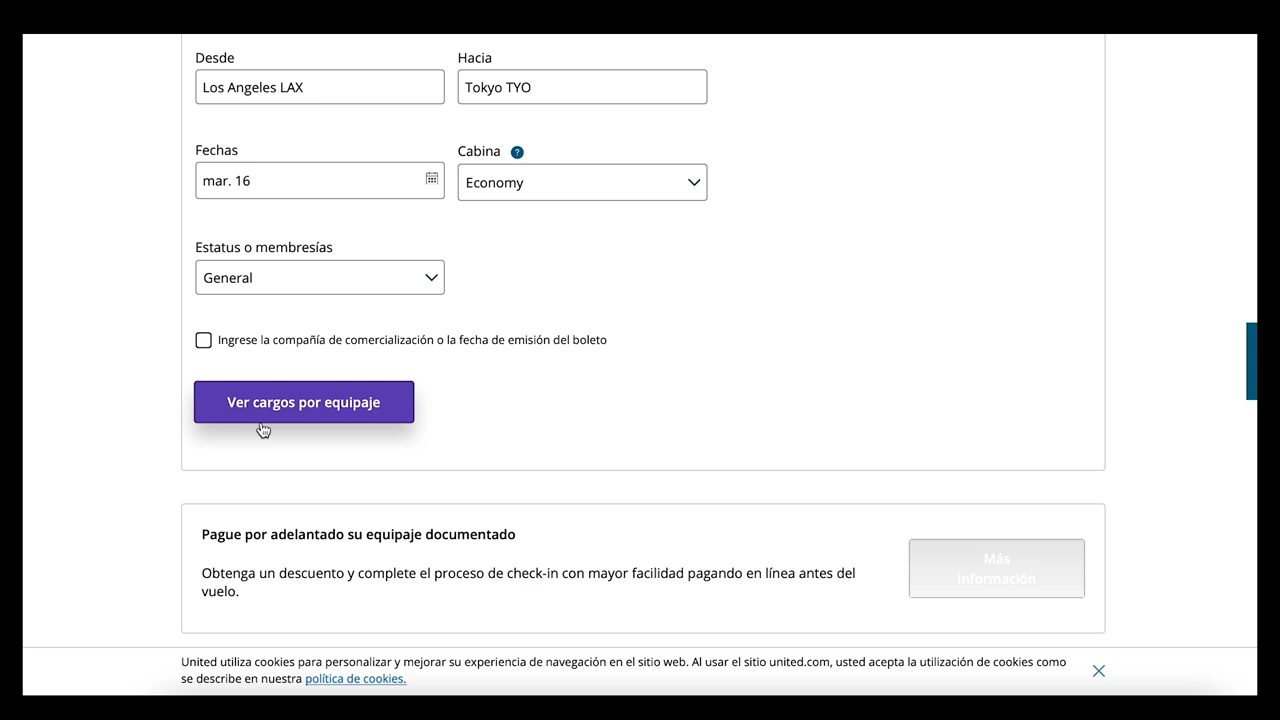 Desde
Hacia
Los Angeles LAX
Tokyo TYO
Fechas
Cabina ?
mar. 16
Economy
Estatus o membresías
General
Ingrese la compañía de comercialización o la fecha de emisión del boleto
Ver cargos por equipaje
Pague por adelantado su equipaje documentado
Obtenga un descuento y complete el proceso de check-in con mayor facilidad pagando en línea antes del
vuelo.
Más
información
United utiliza cookies para personalizar y mejorar su experiencia de navegación en el sitio web. Al usar el sitio united.com, usted acepta la utilización de cookies como
se describe en nuestra política de cookies.